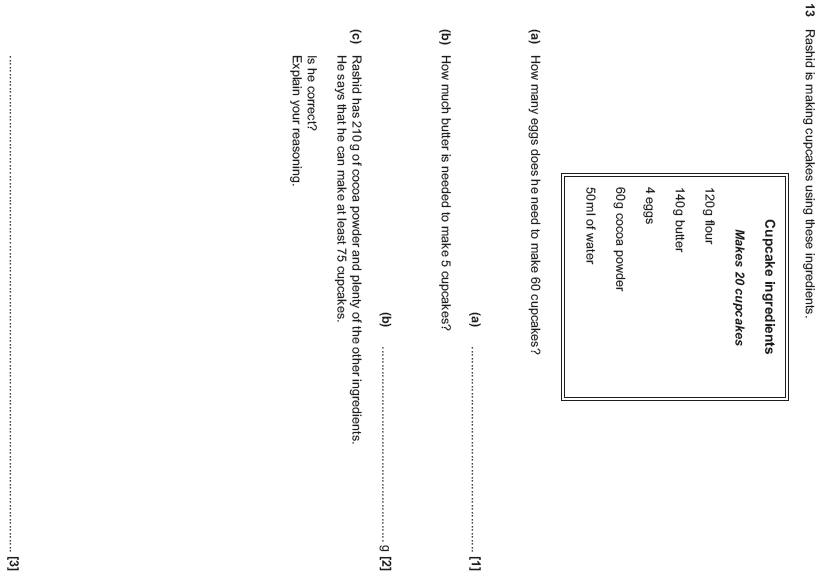 13 Rashid is making cupcakes using these ingredients.
Cupcake ingredients
Makes 20 cupcakes
120g flour
140g butter
4 eggs
60g cocoa powder
50ml of water
(a) How many eggs does he need to make 60 cupcakes?
(a) ................................................................ [1]
(b) How much butter is needed to make 5 cupcakes?
(b) ............................................................ g [2]
(c) Rashid has 210g of cocoa powder and plenty of the other ingredients.
He says that he can make at least 75 cupcakes.
Is he correct?
Explain your reasoning.
................................................................................................................................ [3]